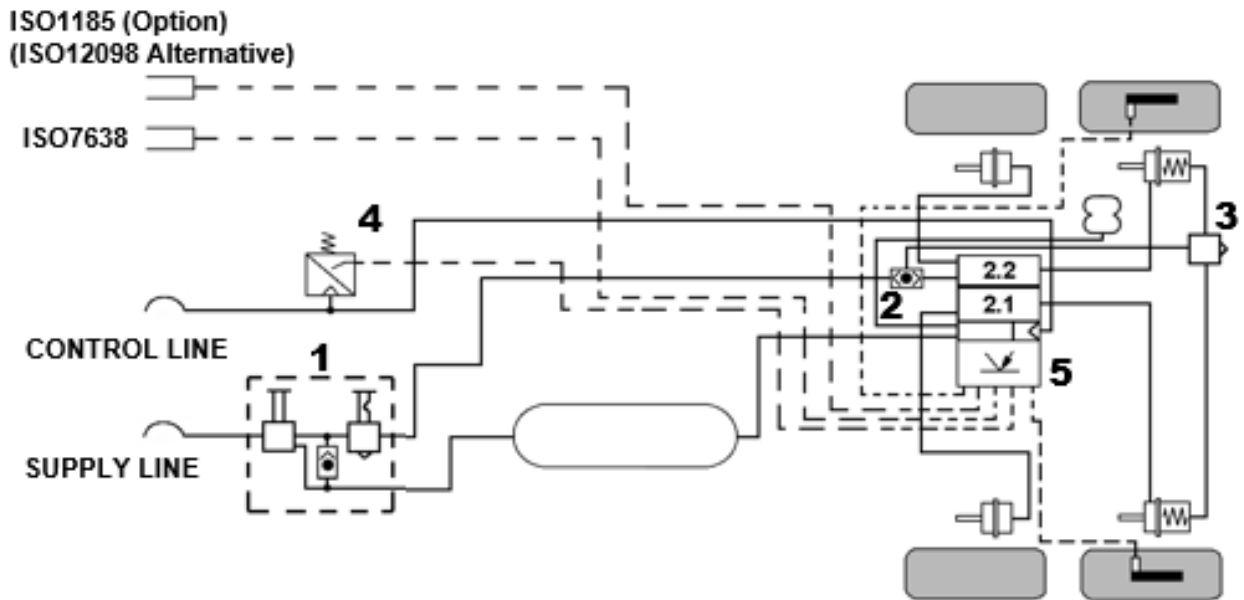 ISO1185 (Option)
(ISO12098 Alternative)
ISO7638
4
3
2.2
2
2.1
CONTROL LINE
1
5
SUPPLY LINE